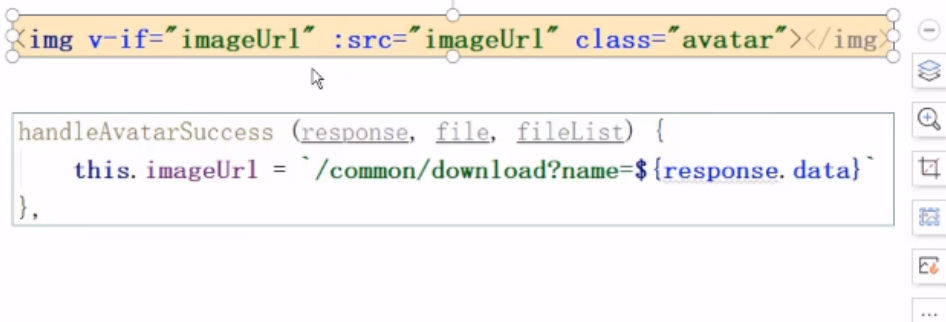 <img v-if="imageUrl" :src="imageUrl" class="avatar"></img>
handleAvatarSuccess (response, file, fileList) {
this.imageUrl = `/common/download?name=${response.data}`
},